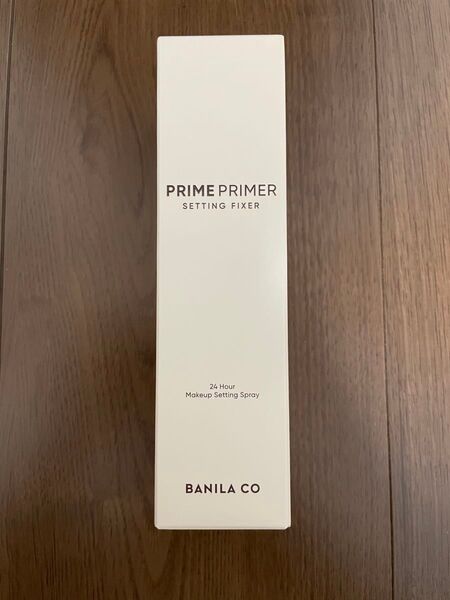 PRIME PRIMER
SETTING FIXER
24 Hour
Makeup Setting Spray
BANILA CO